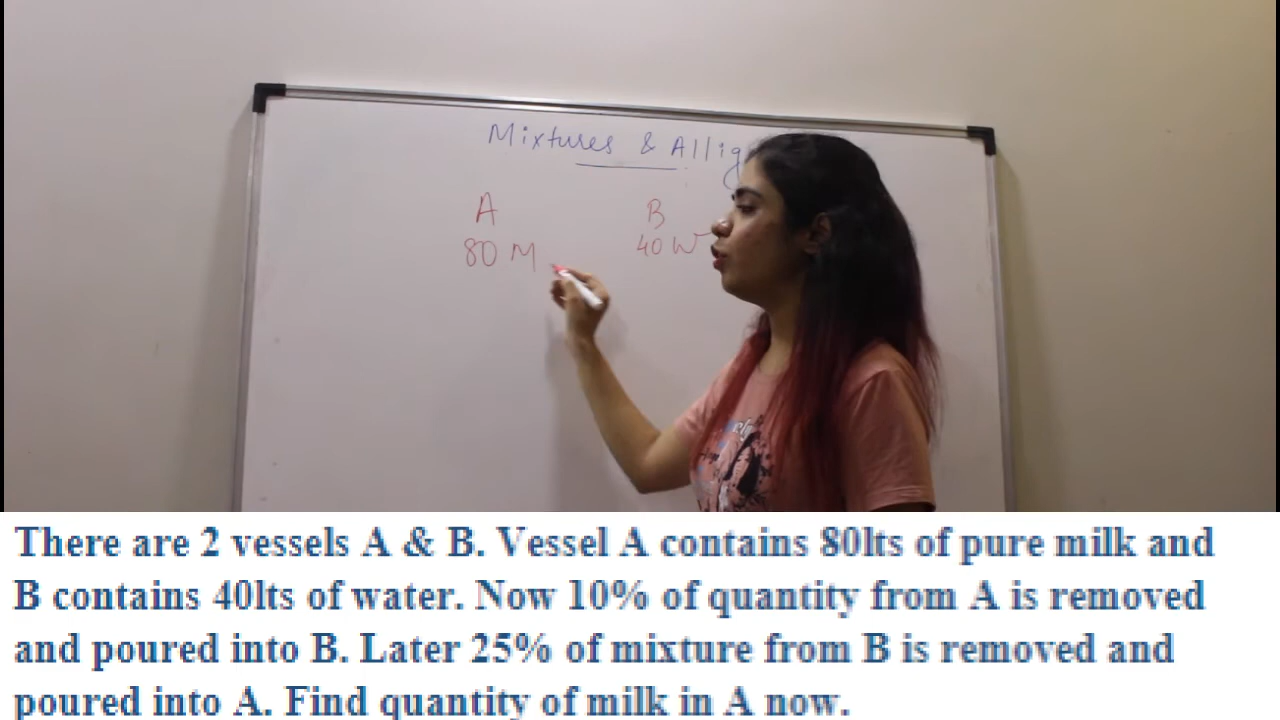 Mixtures & Allig
A B
80 M 40 W
There are 2 vessels A & B. Vessel A contains 80lts of pure milk and
B contains 40lts of water. Now 10% of quantity from A is removed
and poured into B. Later 25% of mixture from B is removed and
poured into A. Find quantity of milk in A now.